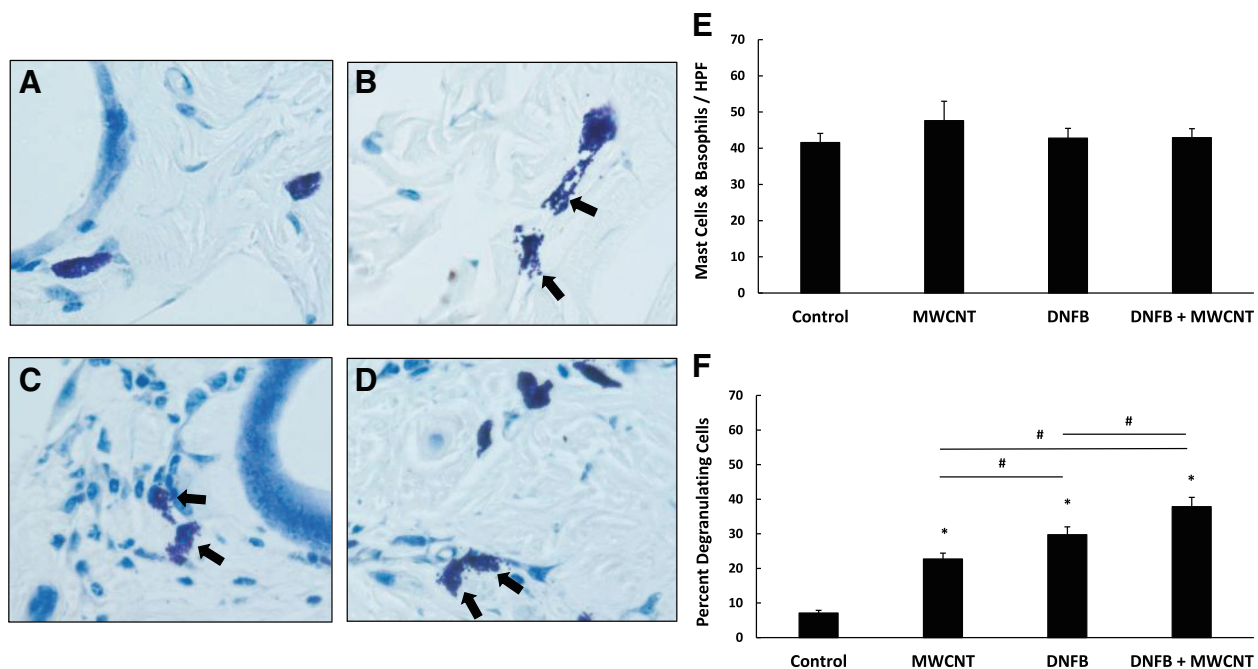 A
B
C
D
E
Mast Cells & Basophils / HPF
70
60
50
40
30
20
10
0
Control
MWCNT
DNFB
DNFB + MWCNT
F
Percent Degranulating Cells
70
60
50
40
30
20
10
0
#
#
#
*
*
*
Control
MWCNT
DNFB
DNFB + MWCNT